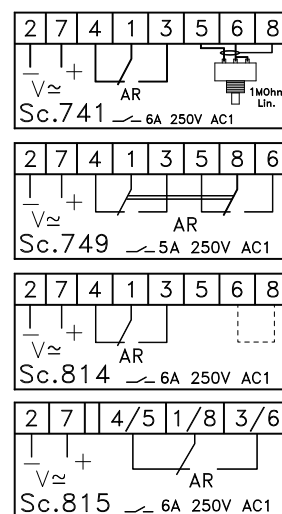 2 7 4 1 3 5 6 8
— V≃ + AR 1MOhm
Lin.
Sc.741 6A 250V AC1
2 7 4 1 3 5 8 6
— V≃ + AR
Sc.749 5A 250V AC1
2 7 4 1 3 5 6 8
— V≃ + AR
Sc.814 6A 250V AC1
2 7 4/5 1/8 3/6
— V≃ + AR
Sc.815 6A 250V AC1